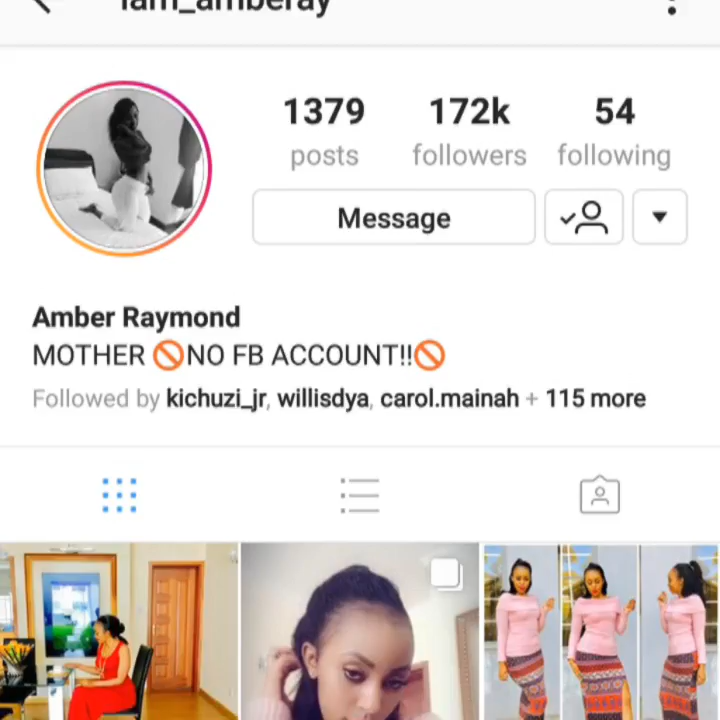 iam_amberay
1379 172k 54
posts followers following
Message
Amber Raymond
MOTHER 🚫NO FB ACCOUNT!!🚫
Followed by kichuzi_jr, willisdya, carol.mainah + 115 more